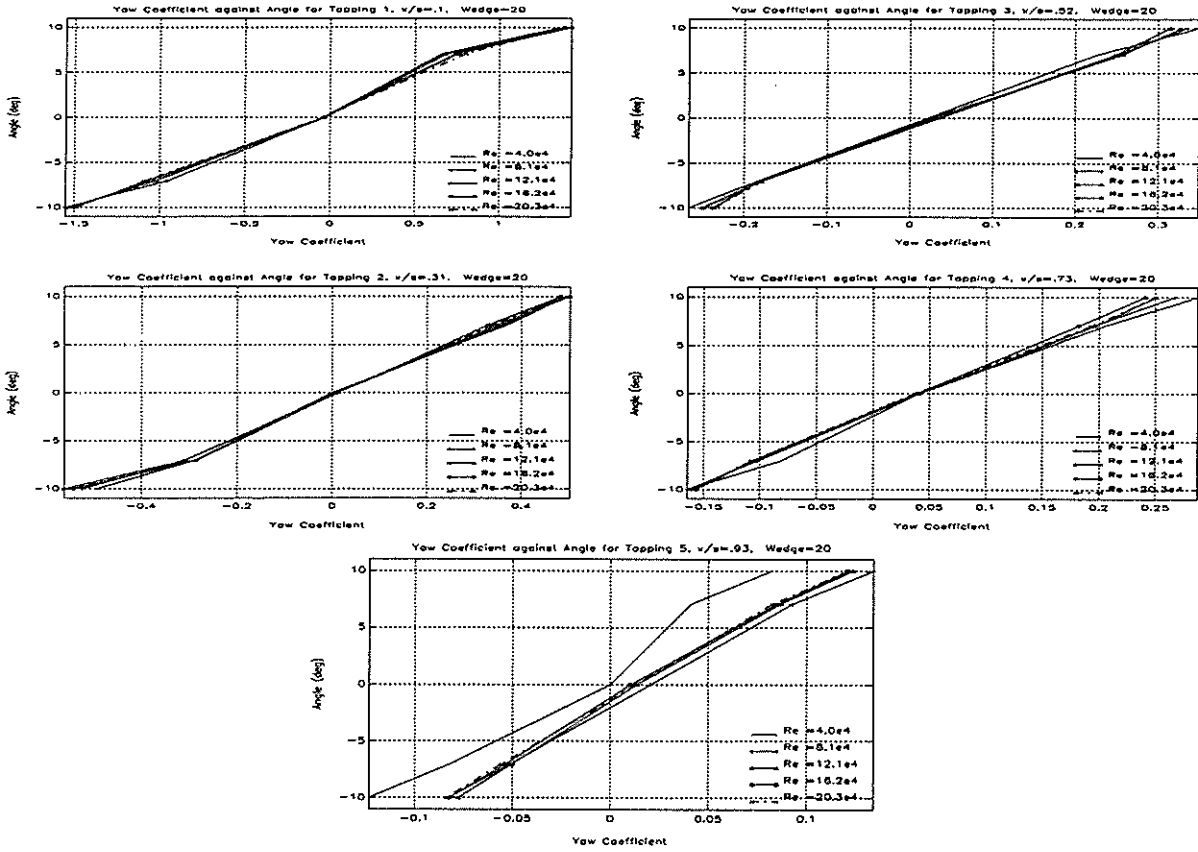 Yaw Coefficient against Angle for Tapping 1, x/s=.1, Wedge=20
10
5
0
-5
-10
Angle (deg)
Re =4.0e4
Re =8.1e4
Re =12.1e4
Re =16.2e4
Re =20.3e4
-1.5
-1
-0.5
0
0.5
1
Yaw Coefficient
Yaw Coefficient against Angle for Tapping 3, x/s=.52, Wedge=20
10
5
0
-5
-10
Angle (deg)
Re =4.0e4
Re =8.1e4
Re =12.1e4
Re =16.2e4
Re =20.3e4
-0.2
-0.1
0
0.1
0.2
0.3
Yaw Coefficient
Yaw Coefficient against Angle for Tapping 2, x/s=.31, Wedge=20
10
5
0
-5
-10
Angle (deg)
Re =4.0e4
Re =8.1e4
Re =12.1e4
Re =16.2e4
Re =20.3e4
-0.4
-0.2
0
0.2
0.4
Yaw Coefficient
Yaw Coefficient against Angle for Tapping 4, x/s=.73, Wedge=20
10
5
0
-5
-10
Angle (deg)
Re =4.0e4
Re =8.1e4
Re =12.1e4
Re =16.2e4
Re =20.3e4
-0.15
-0.1
-0.05
0
0.05
0.1
0.15
0.2
0.25
Yaw Coefficient
Yaw Coefficient against Angle for Tapping 5, x/s=.93, Wedge=20
10
5
0
-5
-10
Angle (deg)
Re =4.0e4
Re =8.1e4
Re =12.1e4
Re =16.2e4
Re =20.3e4
-0.1
-0.05
0
0.05
0.1
Yaw Coefficient